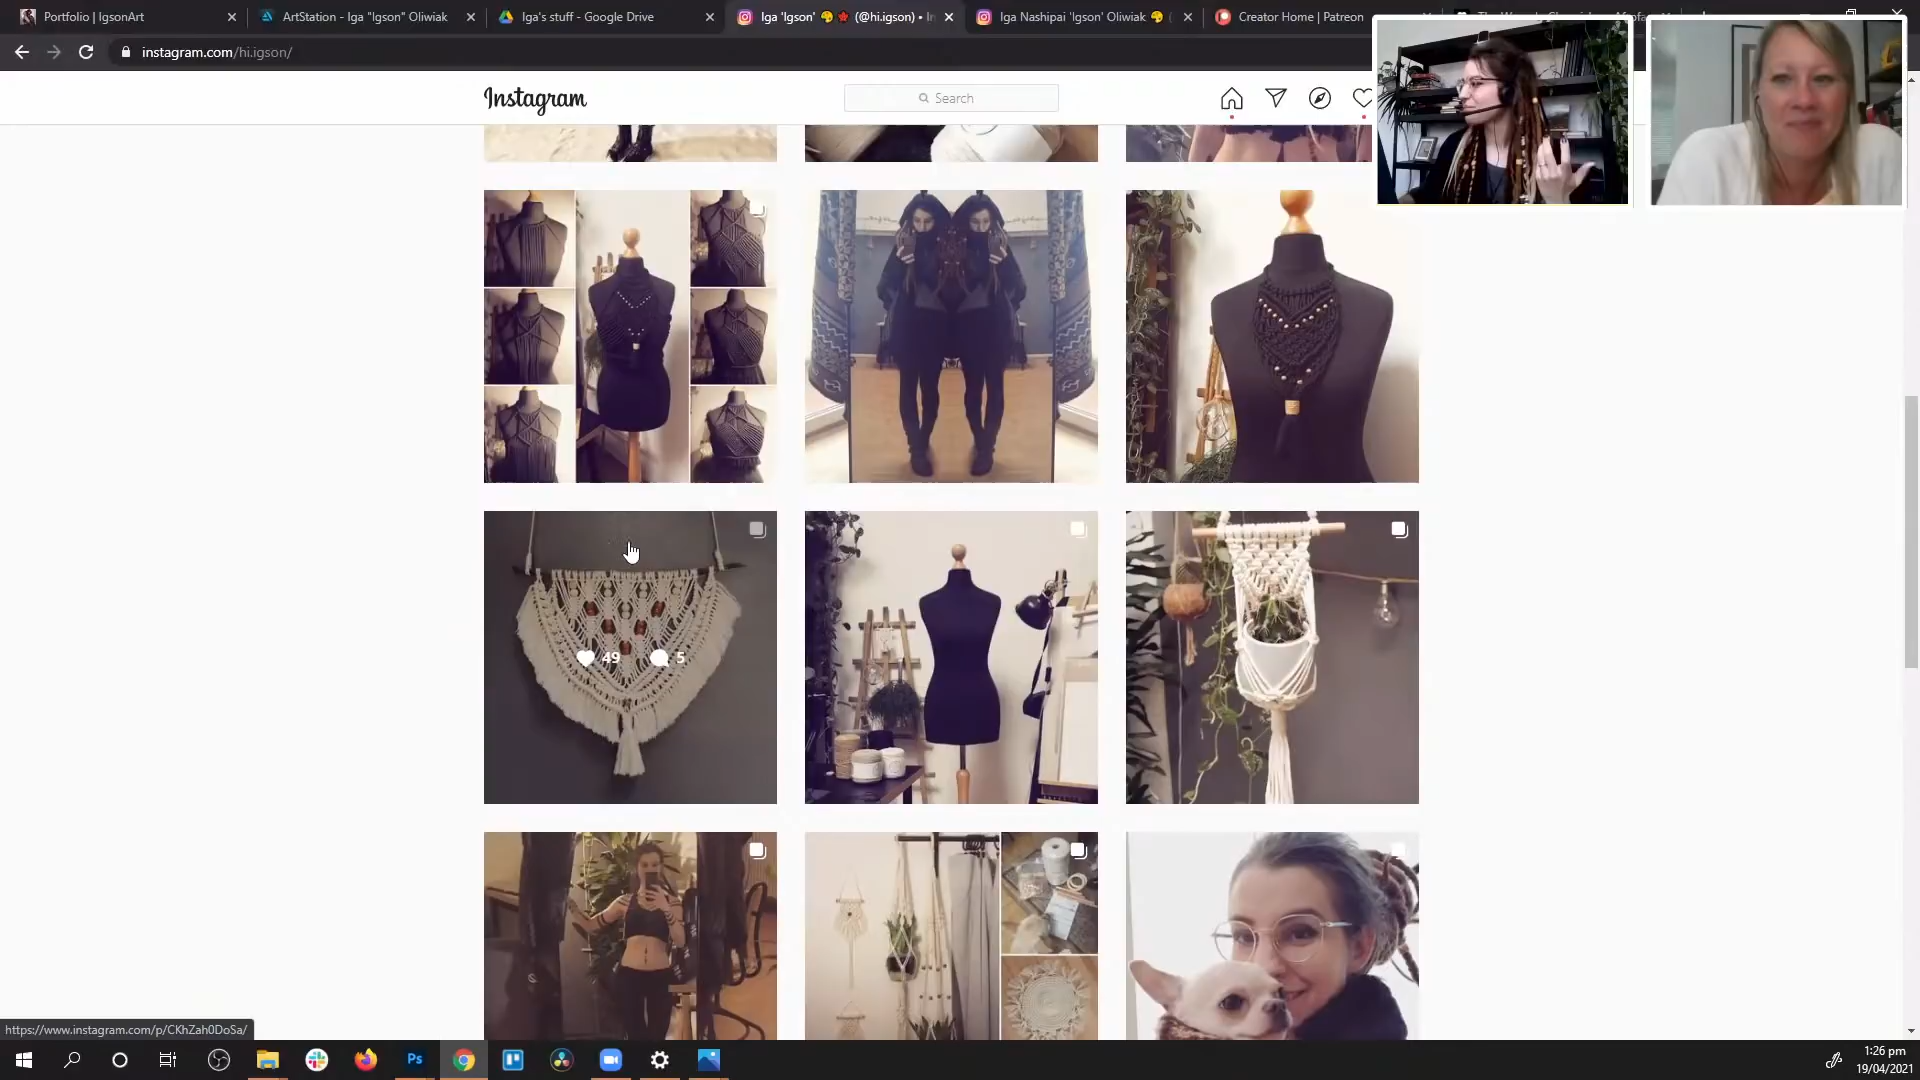 Portfolio | IgsonArt
ArtStation - Iga "Igson" Oliwiak
Iga's stuff - Google Drive
Iga 'Igson' (@hi.igson) • In
Iga Nashipai 'Igson' Oliwiak (
Creator Home | Patreon
instagram.com/hi.igson/
Instagram
Search
49
5
https://www.instagram.com/p/CKhZah0DoSa/
Ps
1:26 pm
19/04/2021